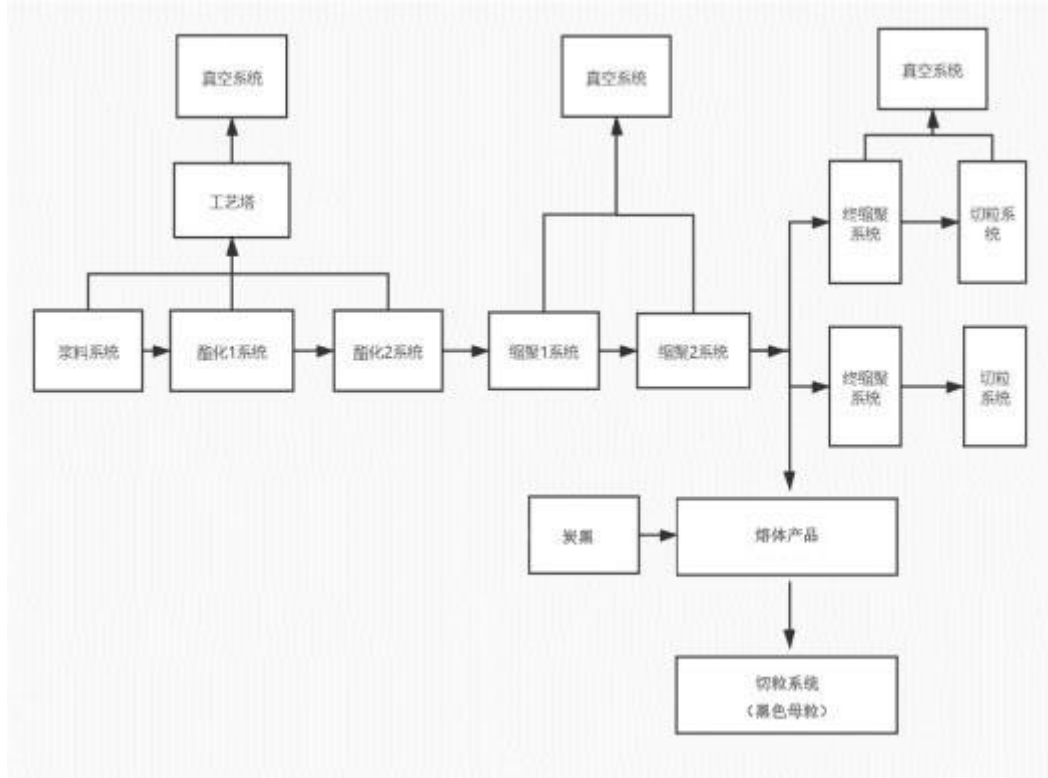 真空系统
真空系统
真空系统
工艺塔
终缩聚
系统
切粒系
统
浆料系统
酯化1系统
酯化2系统
缩聚1系统
缩聚2系统
终缩聚
系统
切粒
系统
炭黑
熔体产品
切粒系统
（黑色母粒）